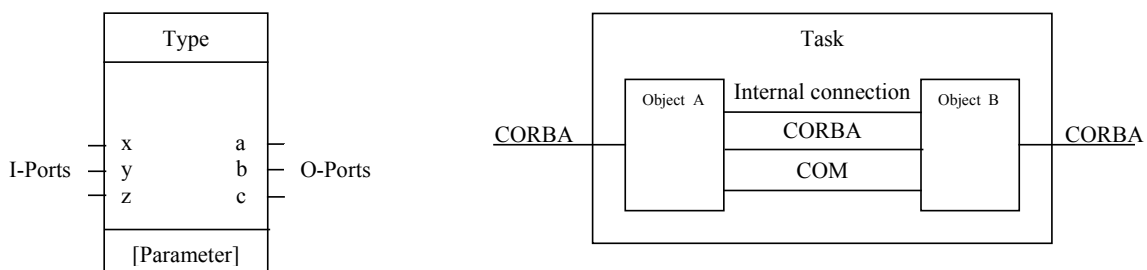 Type
x a
I-Ports y b O-Ports
z c
[Parameter]
Task
Object A Internal connection Object B
CORBA CORBA CORBA
COM